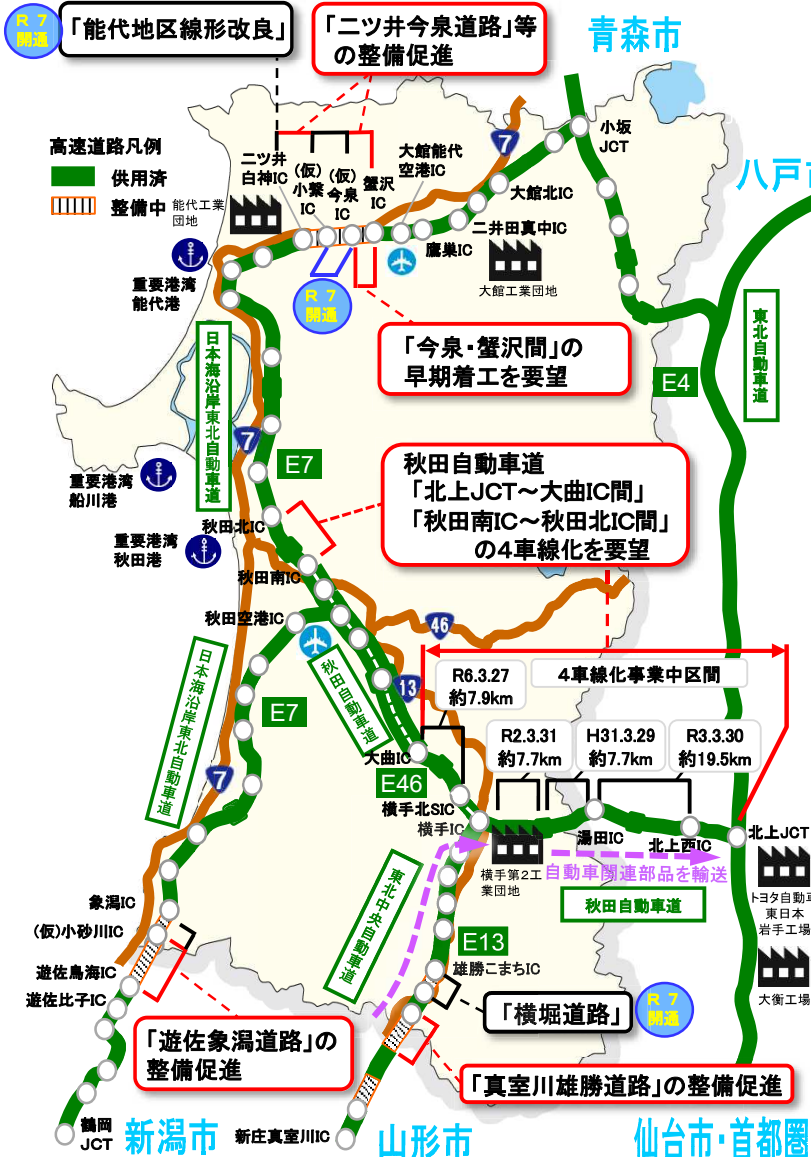 R 7
開通
「能代地区線形改良」
「二ツ井今泉道路」等
の整備促進
青森市
高速道路凡例
供用済
整備中
二ツ井
白神IC
(仮)
小繋
IC
(仮)
今泉
IC
蟹沢
IC
大館能代
空港IC
7
小坂
JCT
八戸
能代工業
団地
大館北IC
二井田真中IC
鷹巣IC
大館工業団地
重要港湾
能代港
R 7
開通
「今泉・蟹沢間」の
早期着工を要望
東北自動車道
E4
日本海沿岸東北自動車道
7
E7
重要港湾
船川港
秋田自動車道
「北上JCT～大曲IC間」
「秋田南IC～秋田北IC間」
の4車線化を要望
秋田北IC
重要港湾
秋田港
秋田南IC
秋田空港IC
46
日本海沿岸東北自動車道
秋田自動車道
13
R6.3.27
約7.9km
4車線化事業中区間
E7
R2.3.31
約7.7km
H31.3.29
約7.7km
R3.3.30
約19.5km
大曲IC
7
E46
横手北SIC
横手IC
湯田IC
北上西IC
北上JCT
横手第2工
業団地
自動車関連部品を輸送
トヨタ自動車
東日本
岩手工場
東北中央自動車道
秋田自動車道
象潟IC
(仮)小砂川IC
E13
雄勝こまちIC
遊佐鳥海IC
遊佐比子IC
「横堀道路」
R 7
開通
大衡工場
「遊佐象潟道路」の
整備促進
「真室川雄勝道路」の整備促進
鶴岡
JCT
新潟市
新庄真室川IC
山形市
仙台市・首都圏